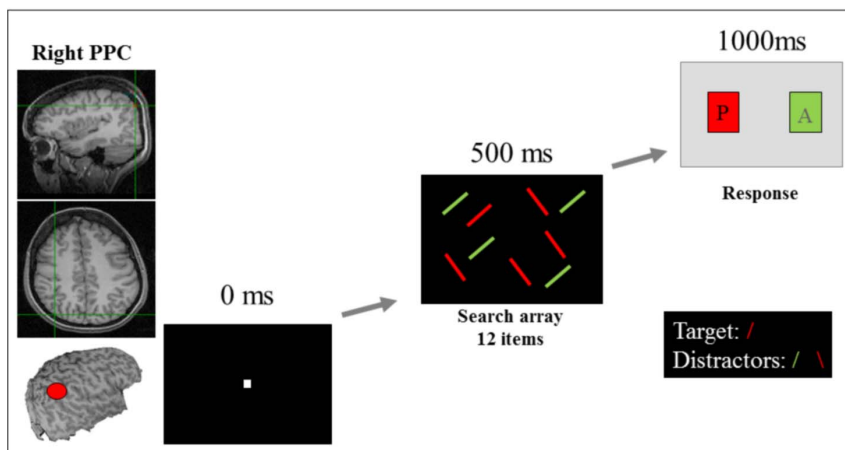 Right PPC
0 ms
500 ms
Search array
12 items
1000ms
P
A
Response
Target: /
Distractors: / \